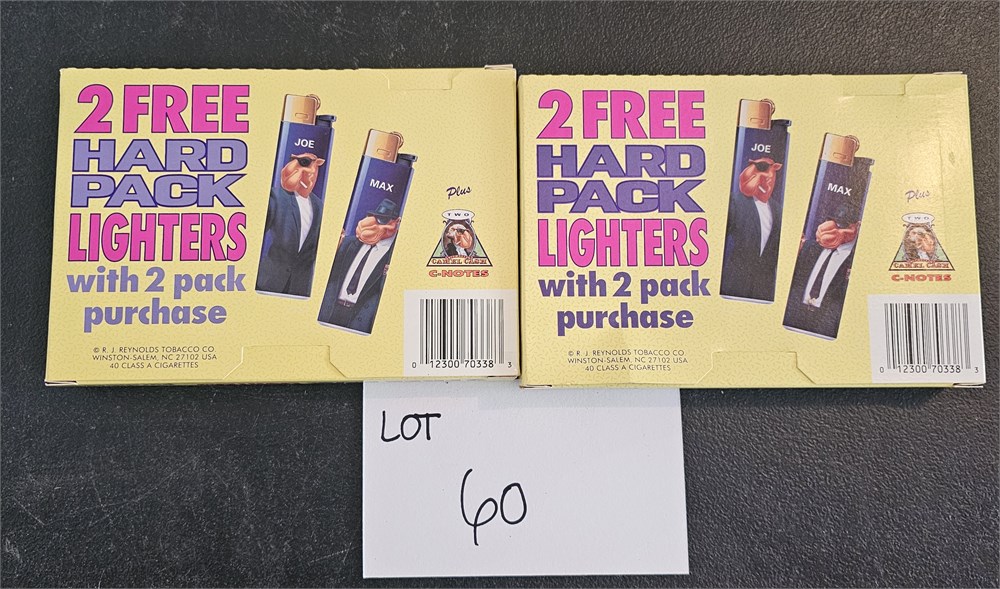 2 FREE
HARD
PACK
LIGHTERS
with 2 pack
purchase
JOE
MAX
Plus
TWO
CAMEL CASH
C-NOTES
© R. J. REYNOLDS TOBACCO CO.
WINSTON-SALEM, NC 27102 USA
40 CLASS A CIGARETTES
0 12300 70338 3
2 FREE
HARD
PACK
LIGHTERS
with 2 pack
purchase
JOE
MAX
Plus
TWO
CAMEL CASH
C-NOTES
© R. J. REYNOLDS TOBACCO CO.
WINSTON-SALEM, NC 27102 USA
40 CLASS A CIGARETTES
0 12300 70338 3
LOT
60